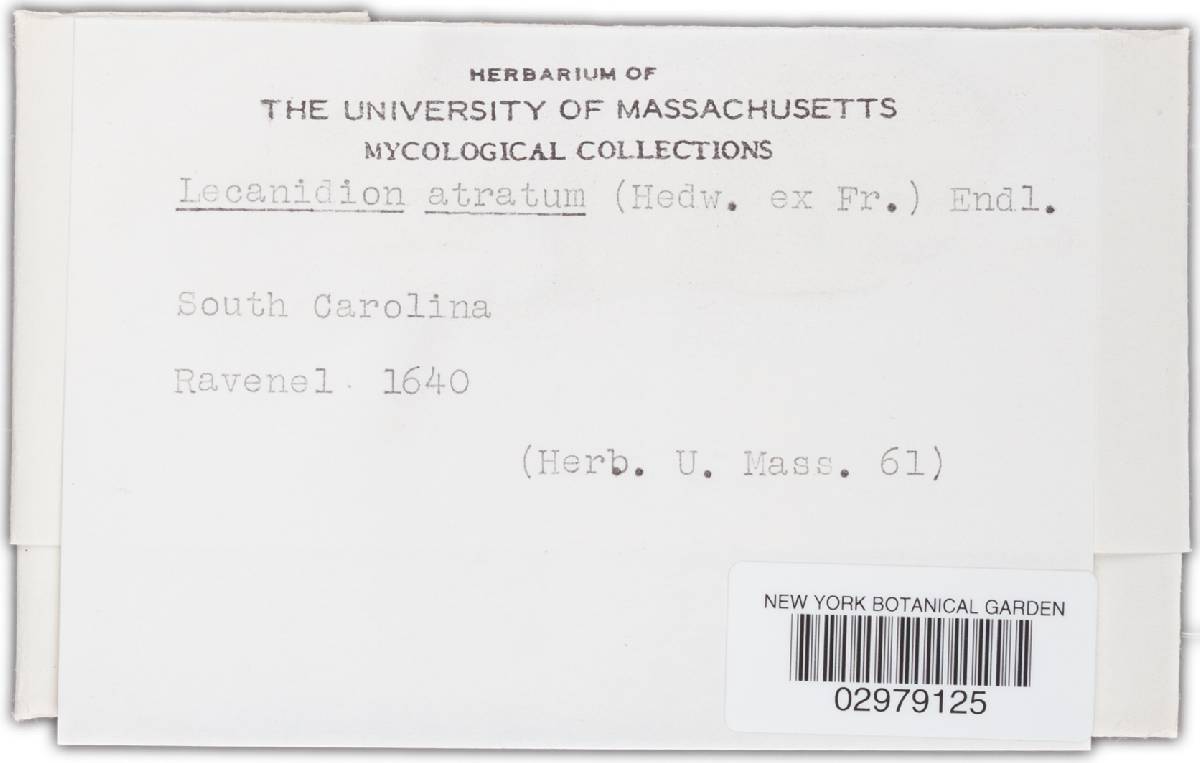 HERBARIUM OF
THE UNIVERSITY OF MASSACHUSETTS
MYCOLOGICAL COLLECTIONS
Lecanidion atratum (Hedw. ex Fr.) Endl.
South Carolina
Ravenel 1640
(Herb. U. Mass. 61)
NEW YORK BOTANICAL GARDEN
02979125